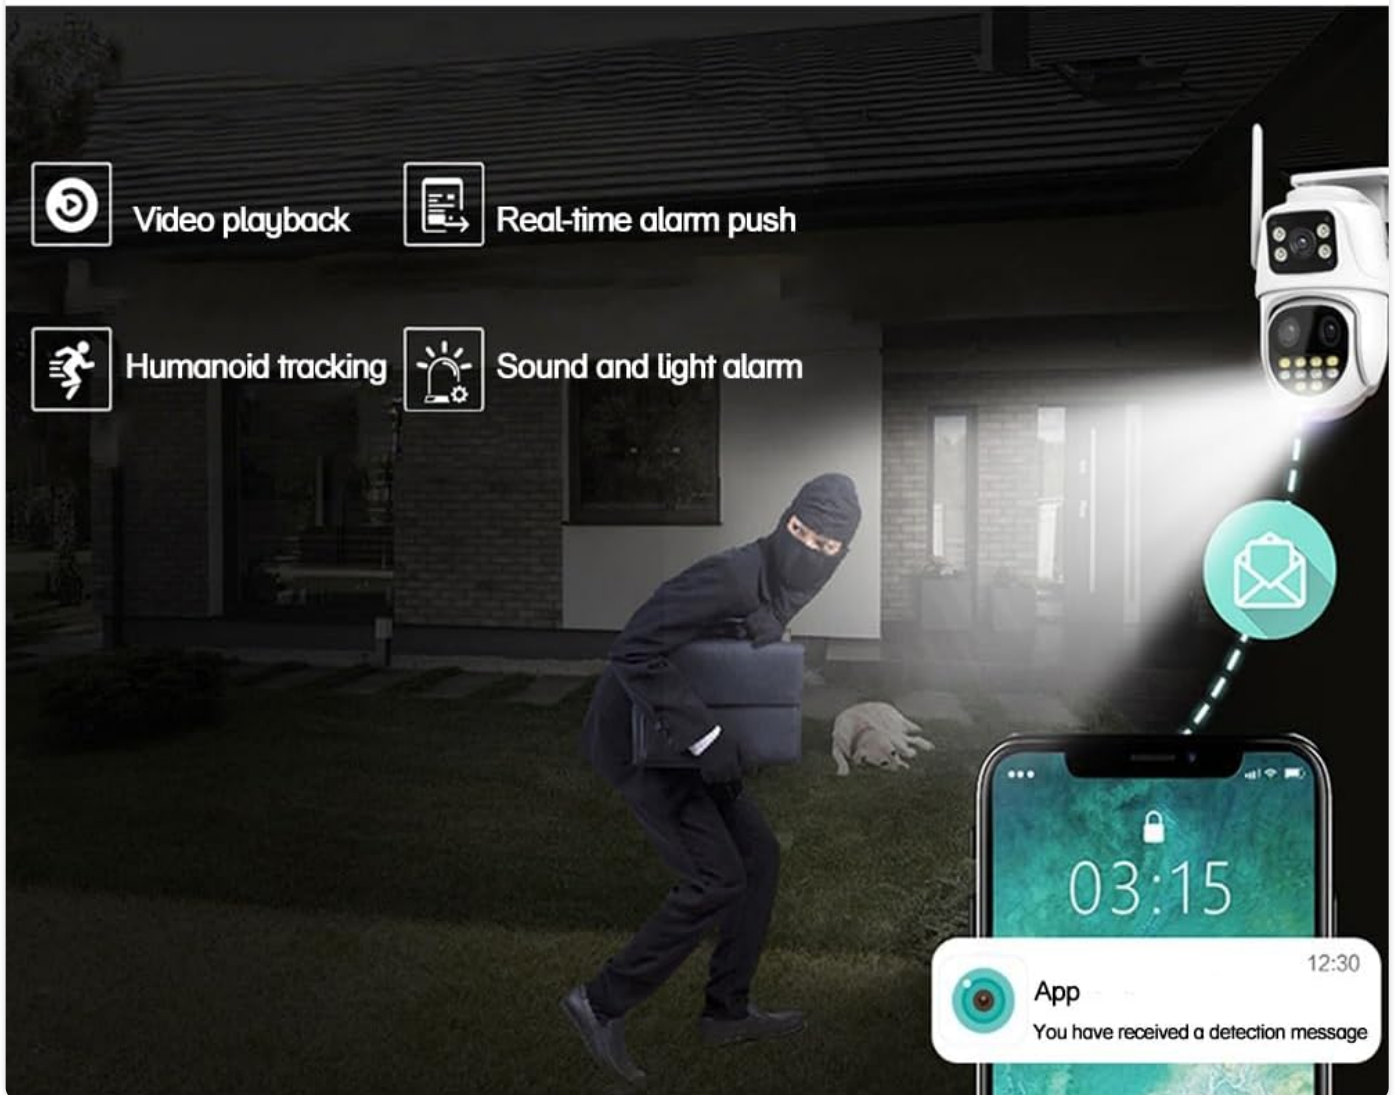 Video playback
Real-time alarm push
Humanoid tracking
Sound and light alarm
03:15
12:30
App
You have received a detection message